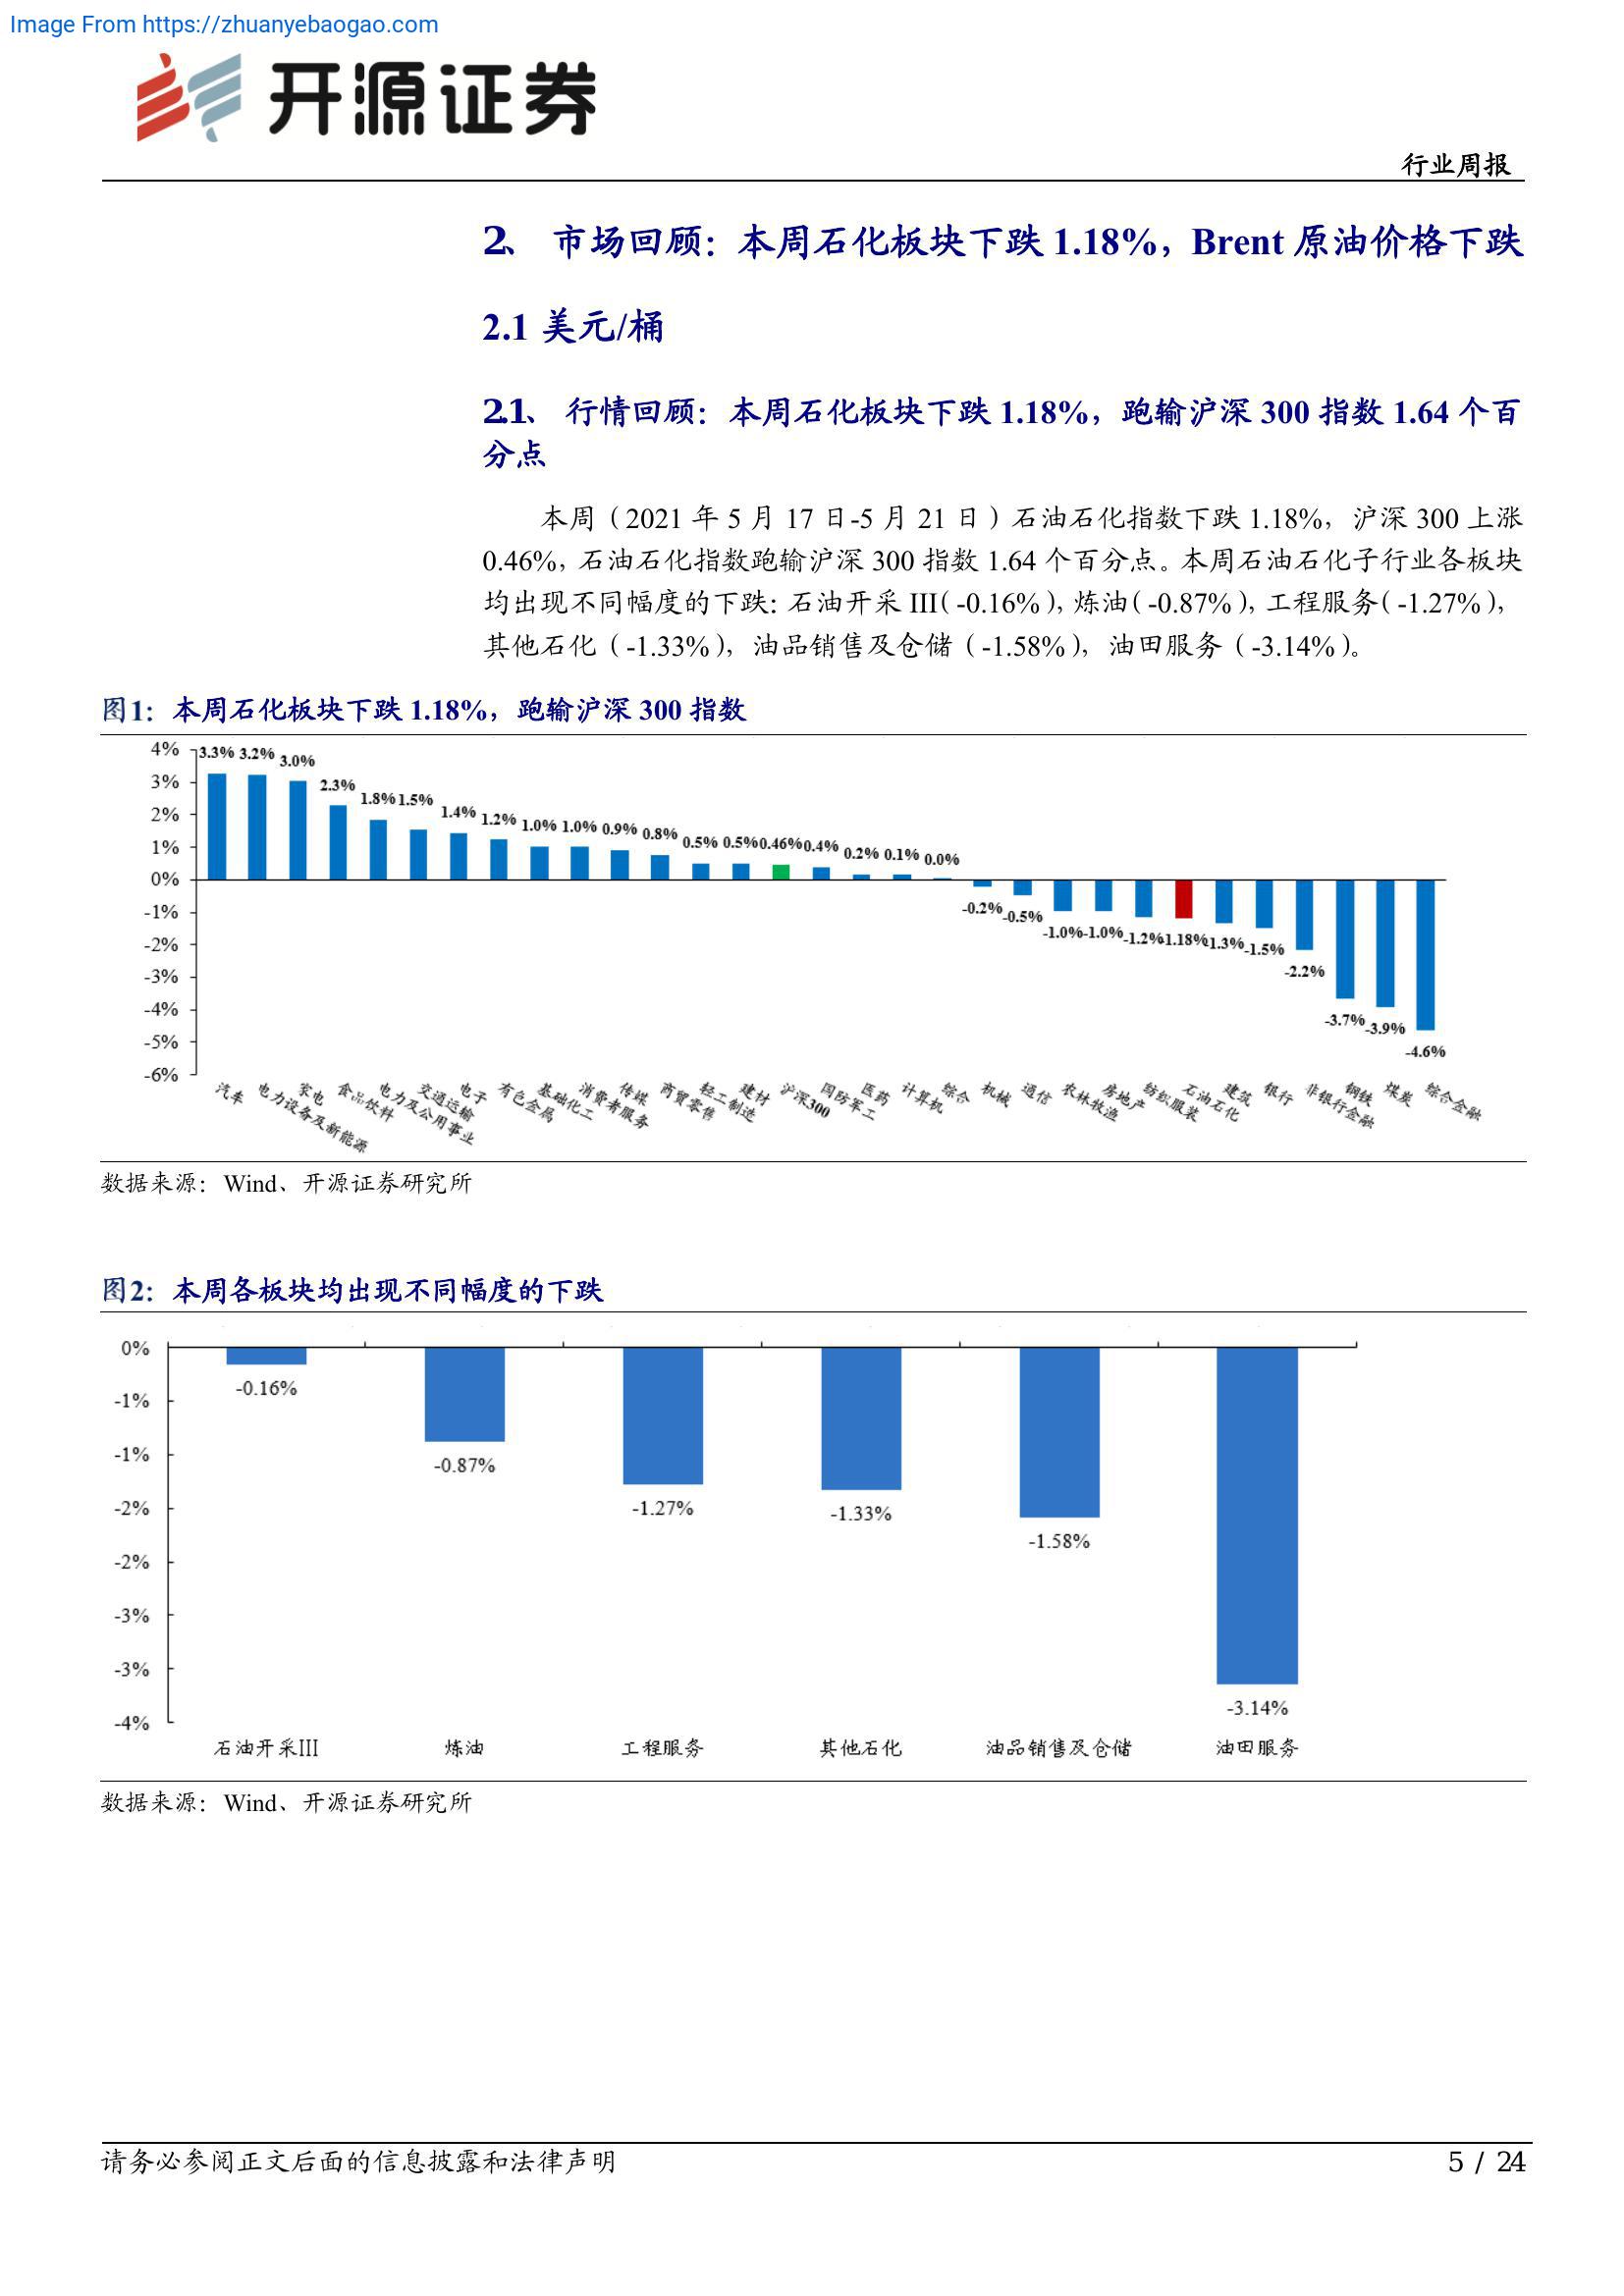 Image From https://zhuanyebaogao.com
开源证券
行业周报
2、 市场回顾：本周石化板块下跌 1.18%，Brent 原油价格下跌
2.1 美元/桶
2.1、 行情回顾：本周石化板块下跌 1.18%，跑输沪深 300 指数 1.64 个百
分点
本周（2021 年 5 月 17 日-5 月 21 日）石油石化指数下跌 1.18%，沪深 300 上涨
0.46%，石油石化指数跑输沪深 300 指数 1.64 个百分点。本周石油石化子行业各板块
均出现不同幅度的下跌：石油开采 III（-0.16%），炼油（-0.87%），工程服务（-1.27%），
其他石化（-1.33%），油品销售及仓储（-1.58%），油田服务（-3.14%）。
图1：本周石化板块下跌 1.18%，跑输沪深 300 指数
4%
3%
2%
1%
0%
-1%
-2%
-3%
-4%
-5%
-6%
3.3% 3.2% 3.0% 2.3% 1.8% 1.5% 1.4% 1.2% 1.0% 1.0% 0.9% 0.8% 0.5% 0.5% 0.46% 0.4% 0.2% 0.1% 0.0%
-0.2% -0.5% -1.0% -1.0% -1.2% 1.18% -1.3% -1.5% -2.2% -3.7% -3.9% -4.6%
汽车 电力设备及新能源 家电 食品饮料 电力及公用事业 交通运输 电子 有色金属 基础化工 消费者服务 传媒 商贸零售 轻工制造 建材 沪深300 国防军工 医药 计算机 综合 机械 通信 农林牧渔 房地产 纺织服装 石油石化 建筑 银行 非银行金融 钢铁 煤炭 综合金融
数据来源：Wind、开源证券研究所
图2：本周各板块均出现不同幅度的下跌
0%
-1%
-1%
-2%
-2%
-3%
-3%
-4%
-0.16%
-0.87%
-1.27%
-1.33%
-1.58%
-3.14%
石油开采III 炼油 工程服务 其他石化 油品销售及仓储 油田服务
数据来源：Wind、开源证券研究所
请务必参阅正文后面的信息披露和法律声明
5 / 24